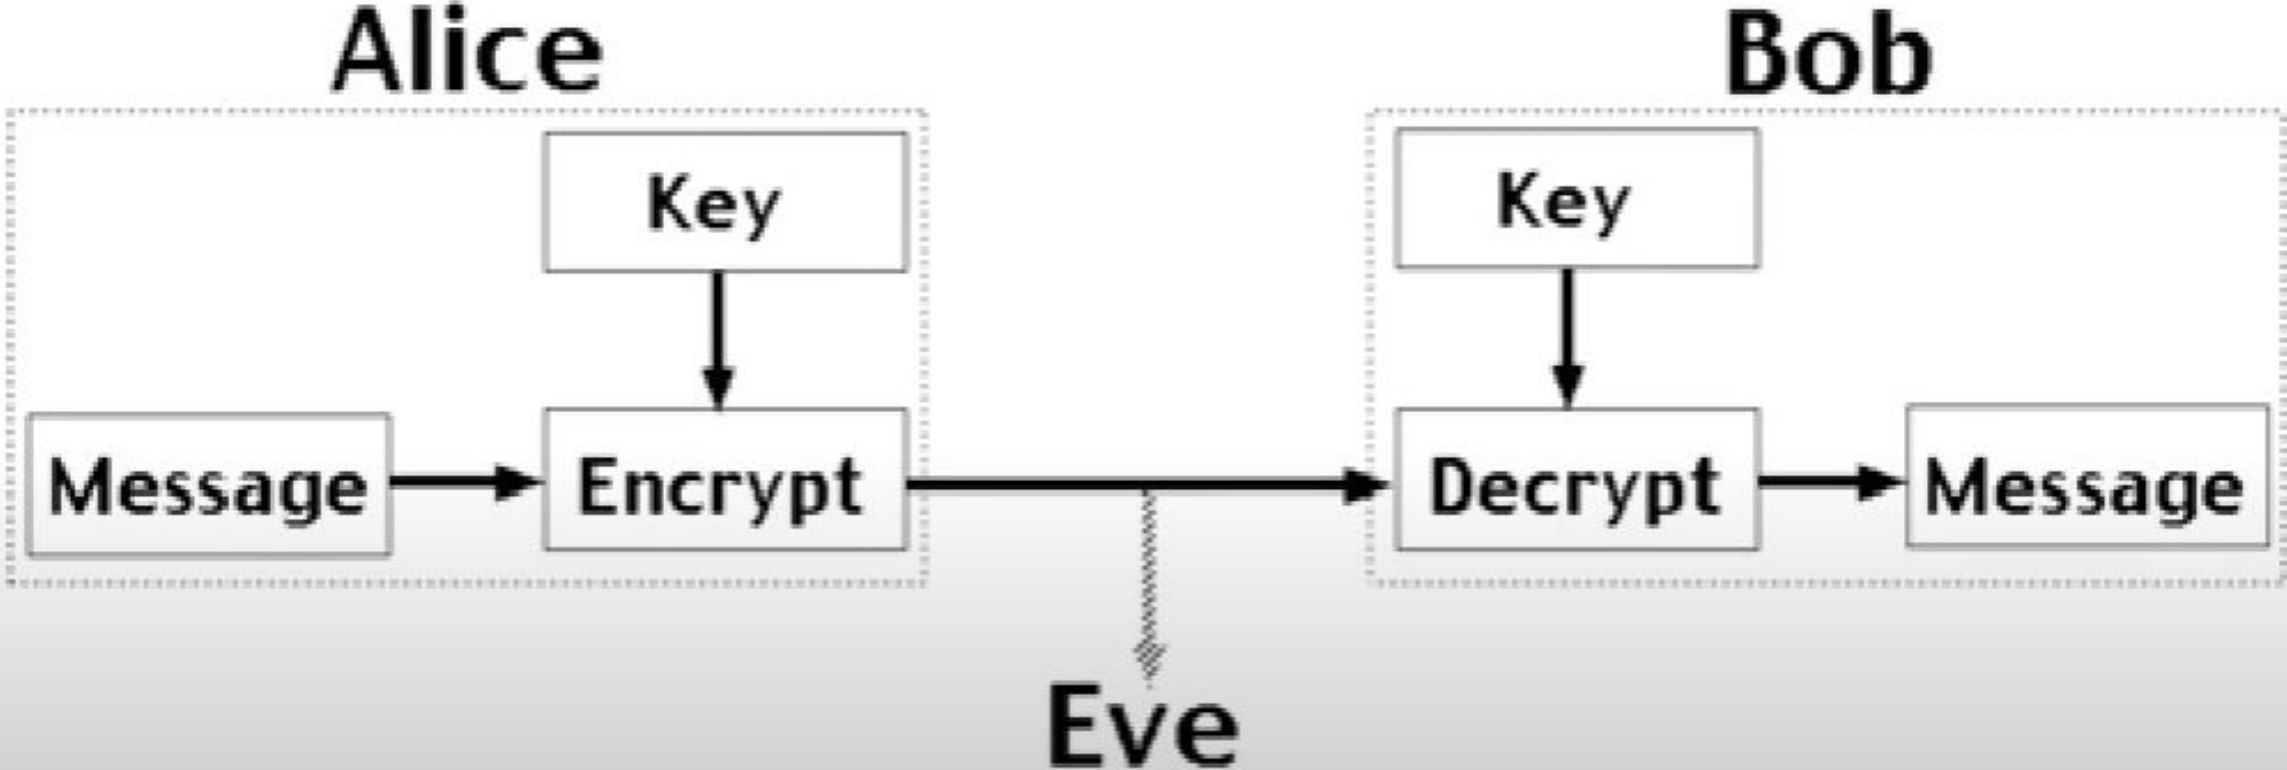 Alice
Bob
Key
Key
Message
Encrypt
Decrypt
Message
Eve